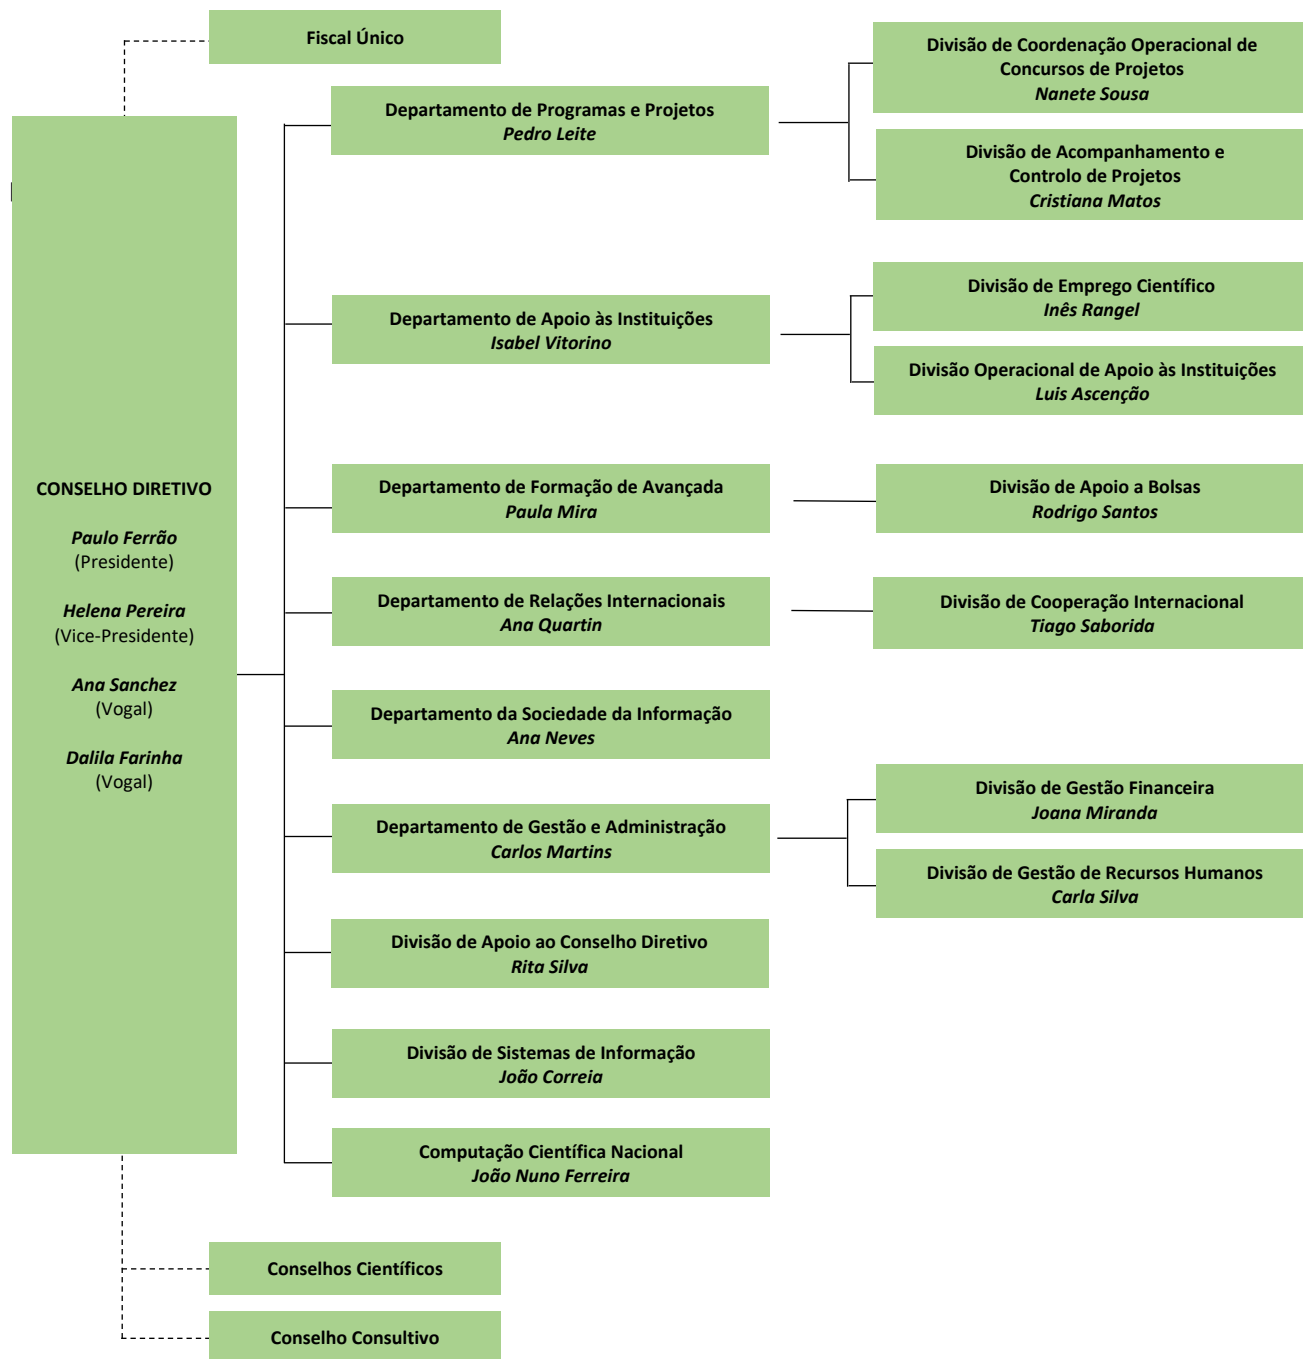 Fiscal Único
CONSELHO DIRETIVO
Paulo Ferrão
(Presidente)
Helena Pereira
(Vice-Presidente)
Ana Sanchez
(Vogal)
Dalila Farinha
(Vogal)
Departamento de Programas e Projetos
Pedro Leite
Divisão de Coordenação Operacional de
Concursos de Projetos
Nanete Sousa
Divisão de Acompanhamento e
Controlo de Projetos
Cristiana Matos
Departamento de Apoio às Instituições
Isabel Vitorino
Divisão de Emprego Científico
Inês Rangel
Divisão Operacional de Apoio às Instituições
Luis Ascenção
Departamento de Formação de Avançada
Paula Mira
Divisão de Apoio a Bolsas
Rodrigo Santos
Departamento de Relações Internacionais
Ana Quartin
Divisão de Cooperação Internacional
Tiago Saborida
Departamento da Sociedade da Informação
Ana Neves
Departamento de Gestão e Administração
Carlos Martins
Divisão de Gestão Financeira
Joana Miranda
Divisão de Gestão de Recursos Humanos
Carla Silva
Divisão de Apoio ao Conselho Diretivo
Rita Silva
Divisão de Sistemas de Informação
João Correia
Computação Científica Nacional
João Nuno Ferreira
Conselhos Científicos
Conselho Consultivo